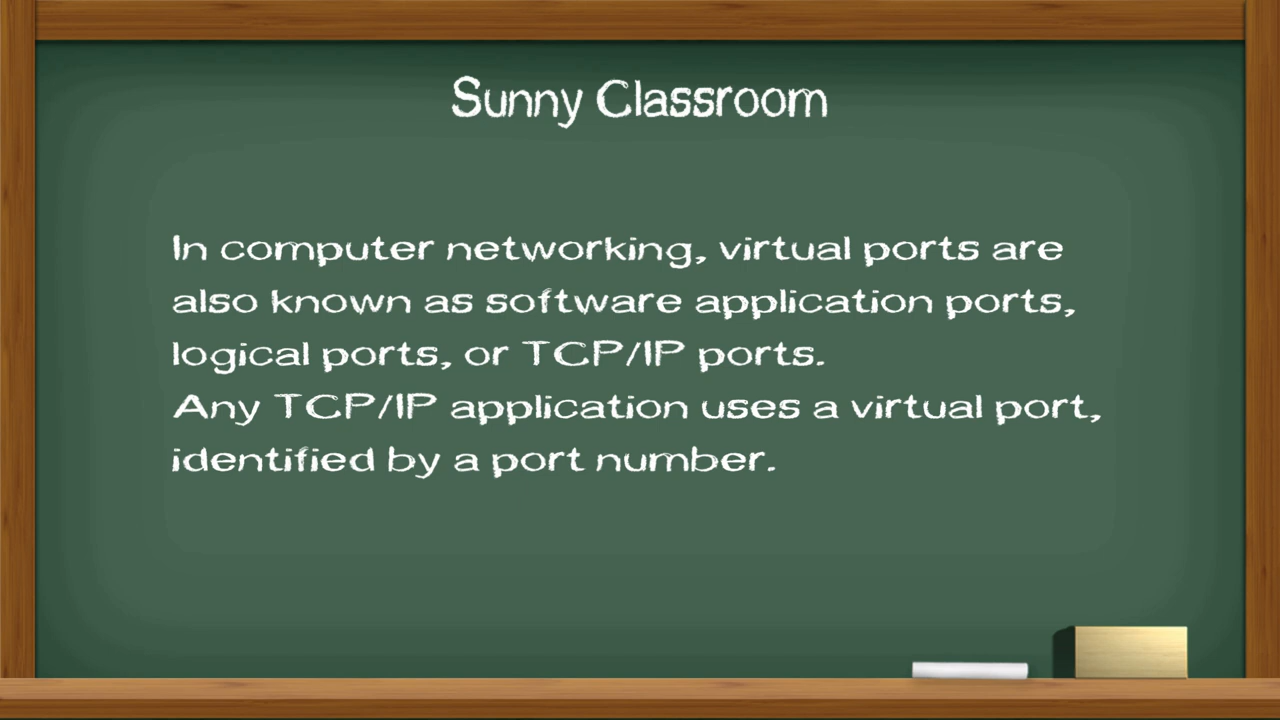 Sunny Classroom
In computer networking, virtual ports are
also known as software application ports,
logical ports, or TCP/IP ports.
Any TCP/IP application uses a virtual port,
identified by a port number.